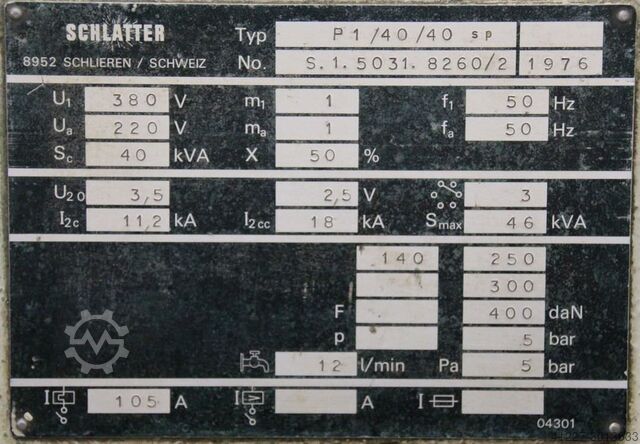 SCHLATTER Typ P1/40/40 sp
8952 SCHLIEREN / SCHWEIZ No. S.1.5031.8260/2 1976
U1 380 V m1 1 f1 50 Hz
Ua 220 V ma 1 fa 50 Hz
Sc 40 kVA X 50 %
U20 3,5 2,5 V 3
I2c 11,2 kA I2cc 18 kA Smax 46 kVA
140 250
300
F 400 daN
p 5 bar
12 l/min Pa 5 bar
I 105 A I A I
04301